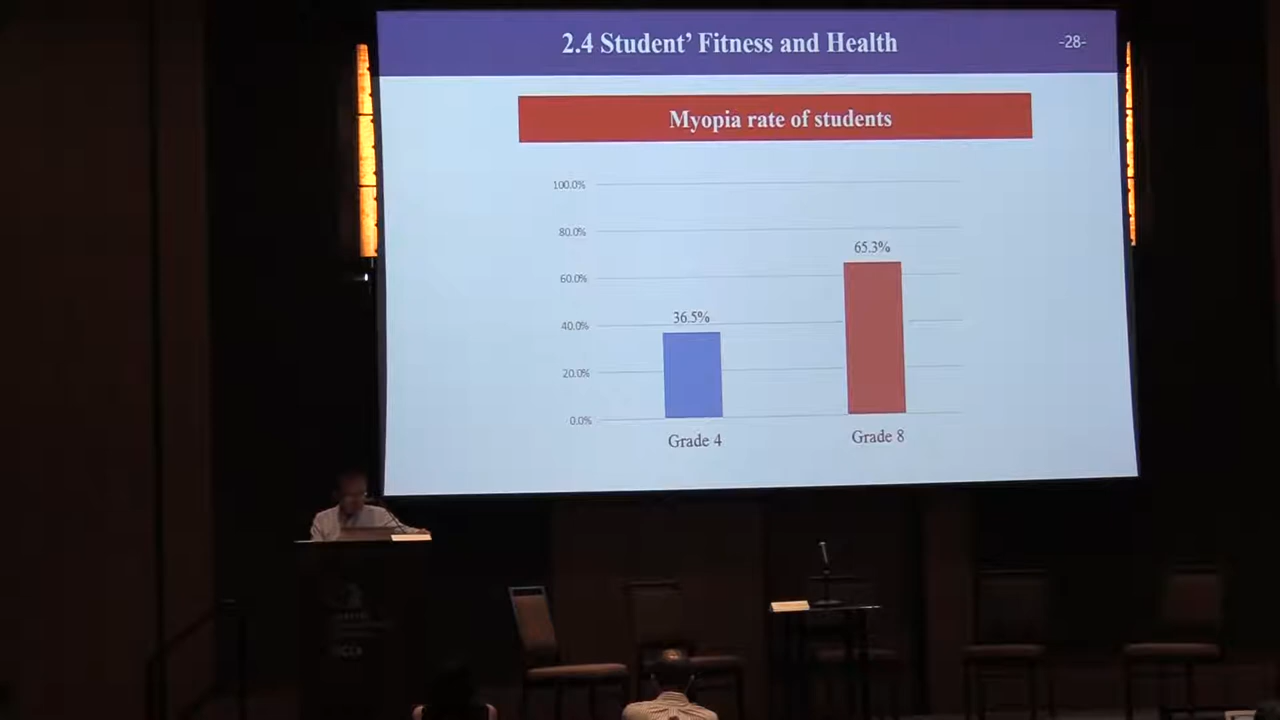 2.4 Student’ Fitness and Health
-28-
Myopia rate of students
100.0%
80.0%
60.0%
40.0%
20.0%
0.0%
36.5%
65.3%
Grade 4
Grade 8